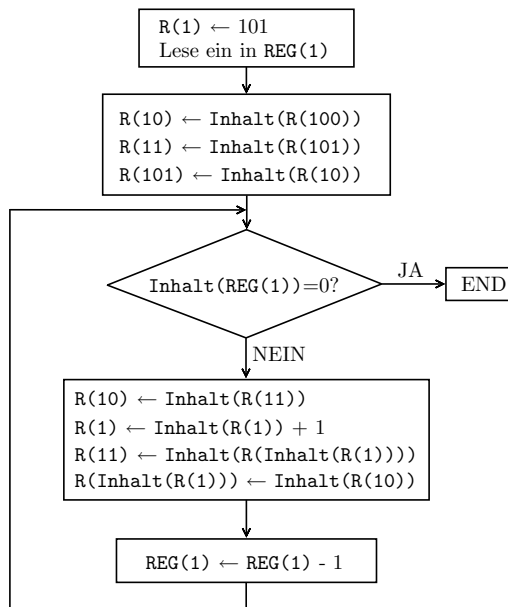 R(1) ← 101
Lese ein in REG(1)
R(10) ← Inhalt(R(100))
R(11) ← Inhalt(R(101))
R(101) ← Inhalt(R(10))
Inhalt(REG(1))=0?
JA
END
NEIN
R(10) ← Inhalt(R(11))
R(1) ← Inhalt(R(1)) + 1
R(11) ← Inhalt(R(Inhalt(R(1))))
R(Inhalt(R(1))) ← Inhalt(R(10))
REG(1) ← REG(1) - 1